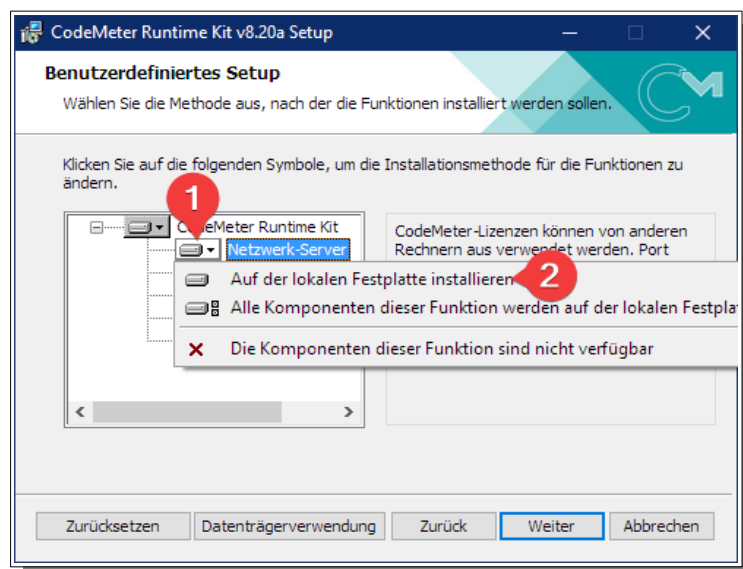 CodeMeter Runtime Kit v8.20a Setup
Benutzerdefiniertes Setup
Wählen Sie die Methode aus, nach der die Funktionen installiert werden sollen.
CM
Klicken Sie auf die folgenden Symbole, um die Installationsmethode für die Funktionen zu
ändern.
1
CodeMeter Runtime Kit
Netzwerk-Server
CodeMeter-Lizenzen können von anderen
Rechnern aus verwendet werden. Port
Auf der lokalen Festplatte installieren
2
Alle Komponenten dieser Funktion werden auf der lokalen Festpla
Die Komponenten dieser Funktion sind nicht verfügbar
Zurücksetzen
Datenträgerverwendung
Zurück
Weiter
Abbrechen